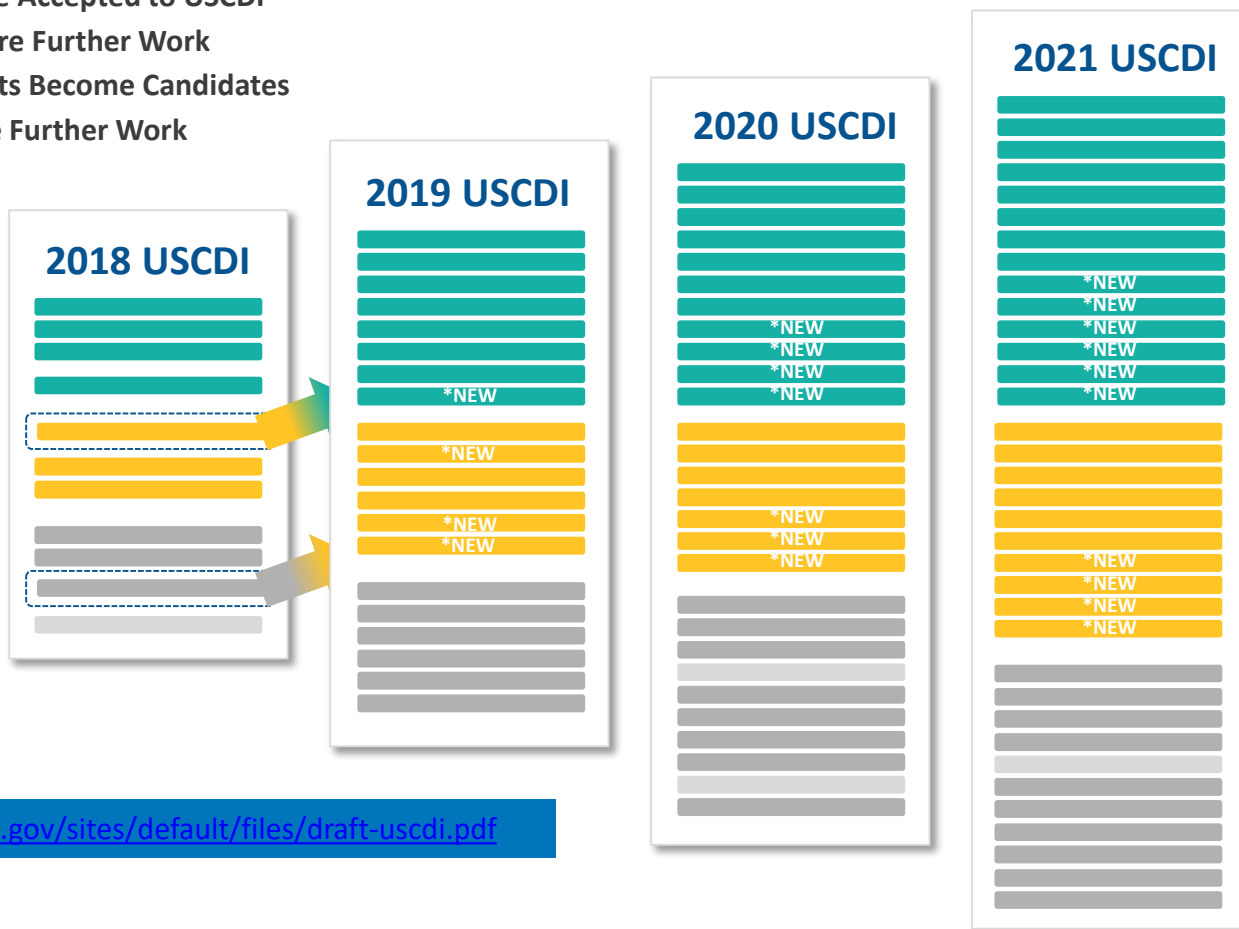 Accepted to USCDI
re Further Work
ts Become Candidates
Further Work
2018 USCDI
2019 USCDI
*NEW
*NEW
*NEW
*NEW
2020 USCDI
*NEW
*NEW
*NEW
*NEW
*NEW
*NEW
*NEW
2021 USCDI
*NEW
*NEW
*NEW
*NEW
*NEW
*NEW
*NEW
*NEW
*NEW
*NEW
.gov/sites/default/files/draft-uscdi.pdf